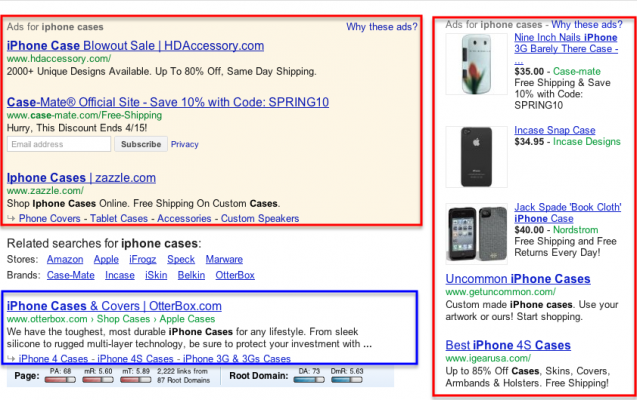 Ads for iphone cases
Why these ads?
iPhone Case Blowout Sale | HDAccessory.com
www.hdaccessory.com/
2000+ Unique Designs Available. Up To 80% Off, Same Day Shipping.
Case-Mate® Official Site - Save 10% with Code: SPRING10
www.case-mate.com/Free-Shipping
Hurry, This Discount Ends 4/15!
Email address Subscribe Privacy
Iphone Cases | zazzle.com
www.zazzle.com/
Shop Iphone Cases Online. Free Shipping On Custom Cases.
↳ Phone Covers - Tablet Cases - Accessories - Custom Speakers
Related searches for iphone cases:
Stores: Amazon Apple iFrogz Speck Marware
Brands: Case-Mate Incase iSkin Belkin OtterBox
iPhone Cases & Covers | OtterBox.com
www.otterbox.com › Shop Cases › Apple Cases
We have the toughest, most durable iPhone Cases for any lifestyle. From sleek
silicone to rugged multi-layer technology, be sure to protect your investment with ...
↳ iPhone 4 Cases - iPhone 4S Cases - iPhone 3G & 3Gs Cases
Page: PA: 68 mR: 5.60 mT: 5.89 2,222 links from
87 Root Domains
Root Domain: DA: 73 DmR: 5.63
Ads for iphone cases - Why these ads?
Nine Inch Nails iPhone
3G Barely There Case -
...
$35.00 - Case-mate
Free Shipping & Save
10% with Code:
SPRING10
Incase Snap Case
$34.95 - Incase Designs
Jack Spade 'Book Cloth'
iPhone Case
$40.00 - Nordstrom
Free Shipping and Free
Returns Every Day!
Uncommon iPhone Cases
www.getuncommon.com/
Custom made iPhone cases. Use your
artwork or ours! Start shopping.
Best iPhone 4S Cases
www.igearusa.com/
Up to 85% Off Cases, Skins, Covers,
Armbands & Holsters. Free Shipping!